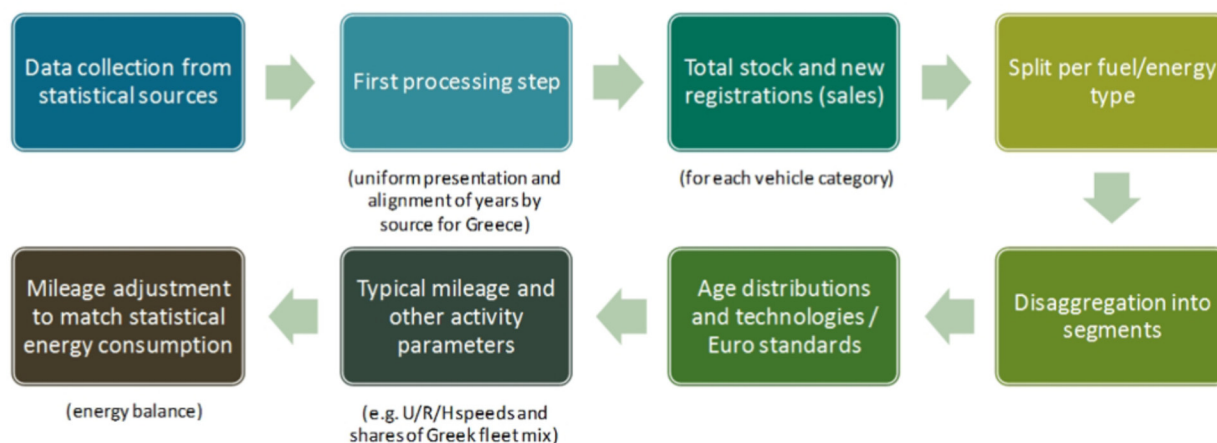 Data collection from
statistical sources
First processing step
(uniform presentation and
alignment of years by
source for Greece)
Total stock and new
registrations (sales)
(for each vehicle category)
Split per fuel/energy
type
Disaggregation into
segments
Age distributions
and technologies /
Euro standards
Typical mileage and
other activity
parameters
(e.g. U/R/H speeds and
shares of Greek fleet mix)
Mileage adjustment
to match statistical
energy consumption
(energy balance)